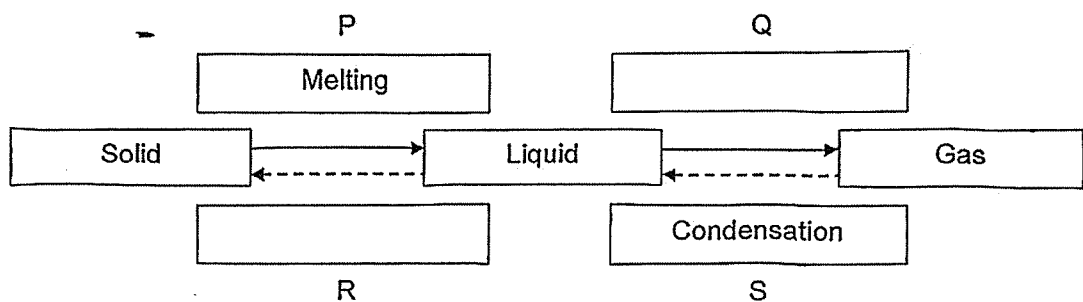 P Q
Melting
Solid Liquid Gas
Condensation
R S